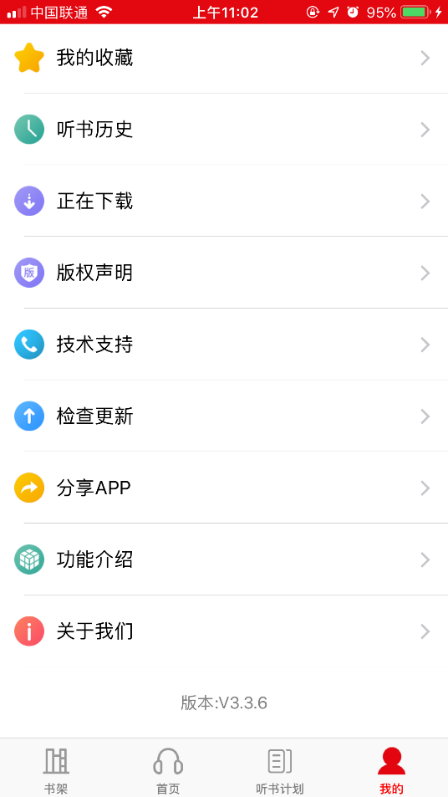 中国联通 上午11:02 95%
我的收藏
听书历史
正在下载
版
版权声明
技术支持
检查更新
分享APP
功能介绍
关于我们
版本:V3.3.6
书架 首页 听书计划 我的